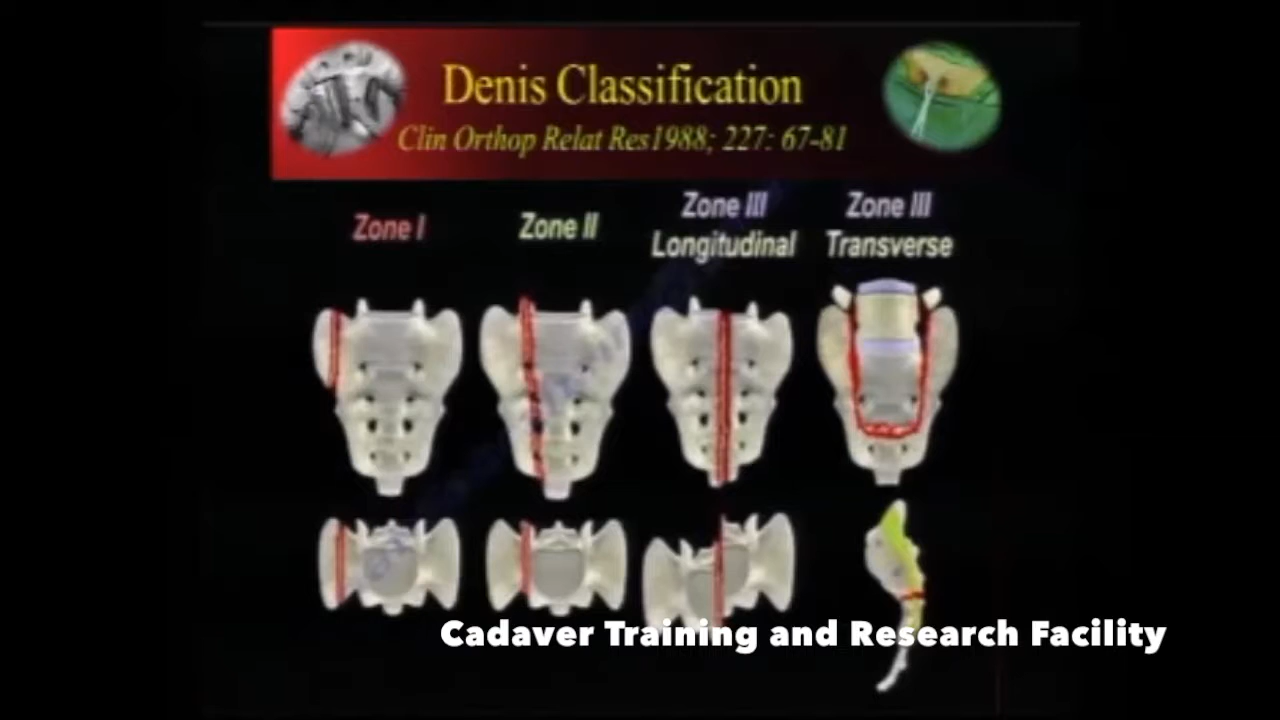 Denis Classification
Clin Orthop Relat Res1988; 227: 67-81
Zone I
Zone II
Zone III
Longitudinal
Zone III
Transverse
Cadaver Training and Research Facility